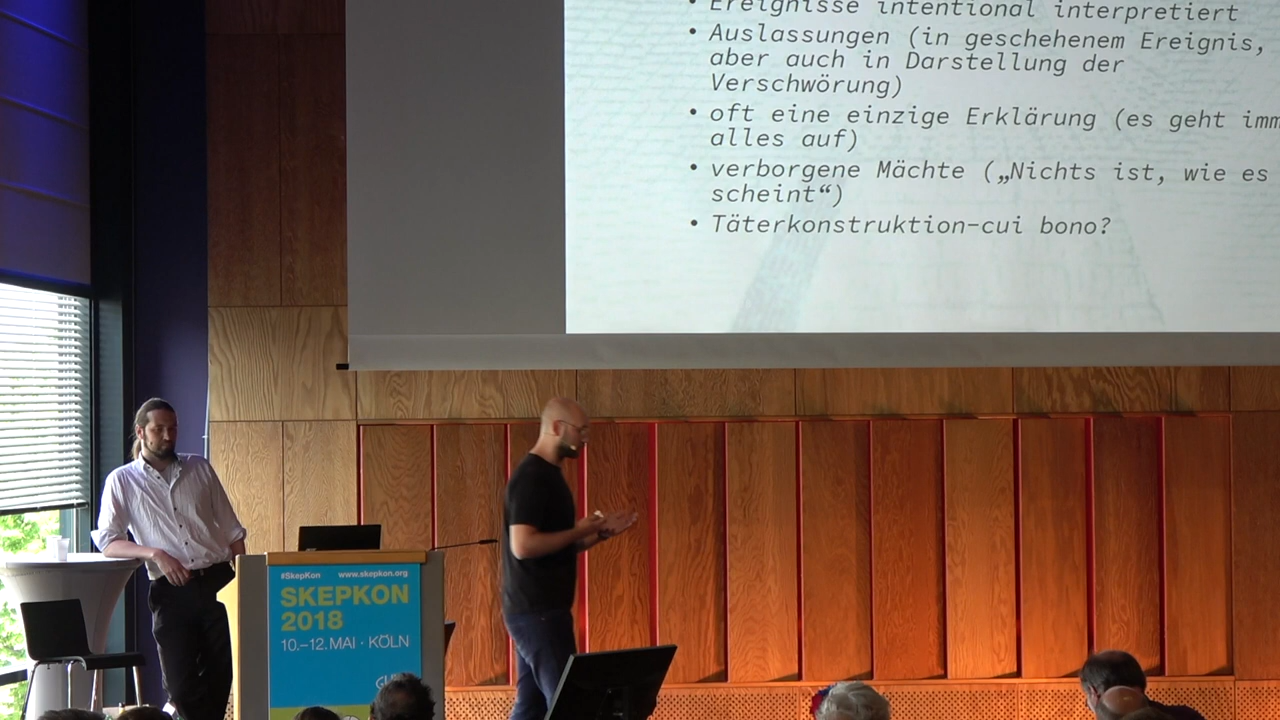 • Ereignisse intentional interpretiert
• Auslassungen (in geschehenem Ereignis,
aber auch in Darstellung der
Verschwörung)
• oft eine einzige Erklärung (es geht imm
alles auf)
• verborgene Mächte („Nichts ist, wie es
scheint“)
• Täterkonstruktion-cui bono?
#SkepKon www.skepkon.org
SKEPKON
2018
10.–12. MAI · KÖLN